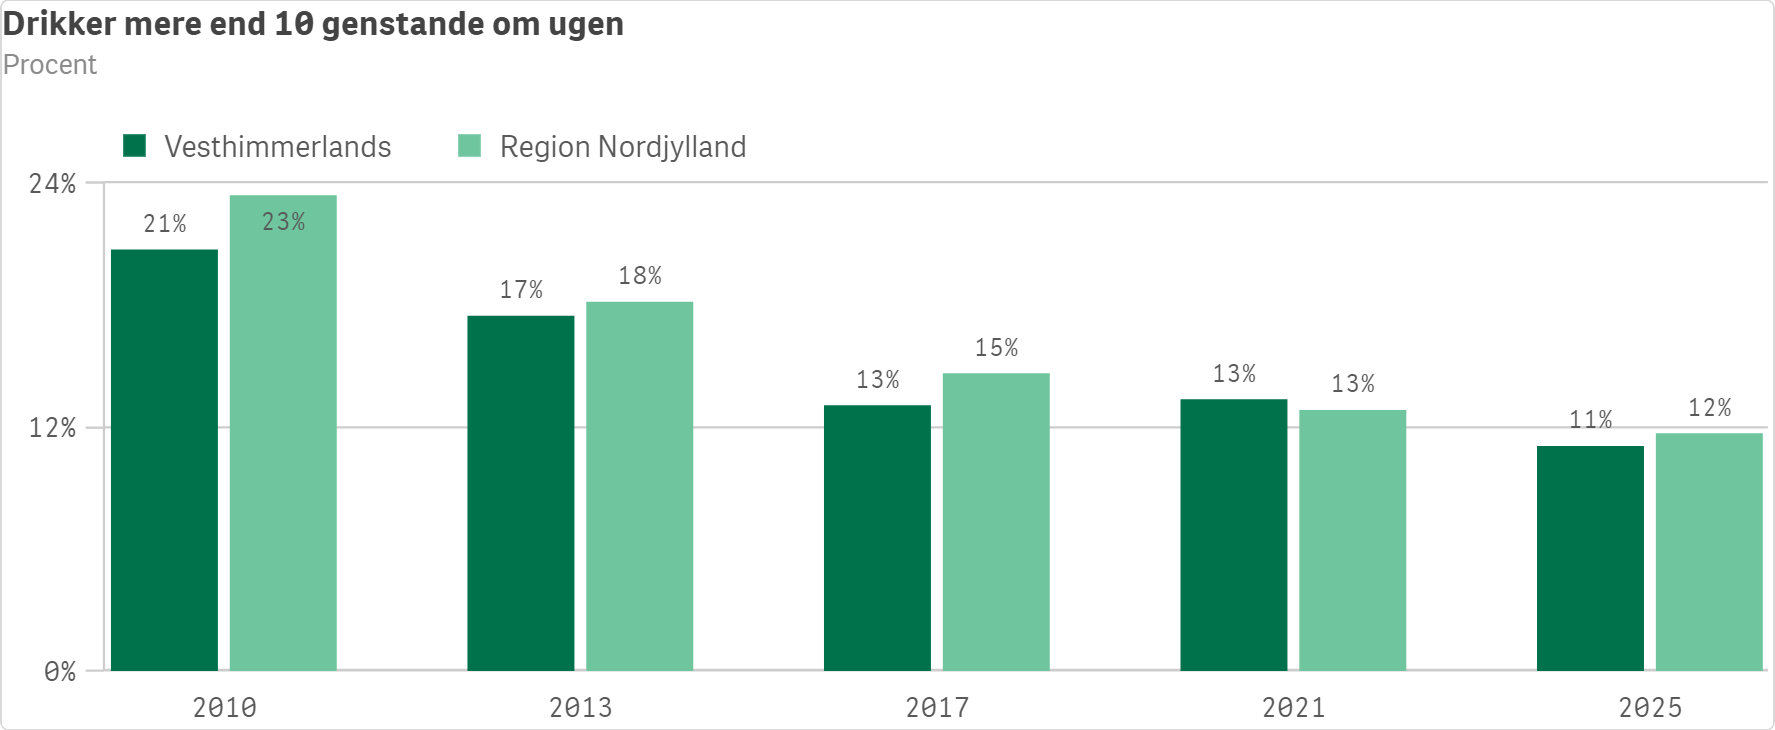 Drikker mere end 10 genstande om ugen
Procent
Vesthimmerlands Region Nordjylland
24%
21% 23% 17% 18% 13% 15% 13% 13% 11% 12%
12%
0%
2010 2013 2017 2021 2025